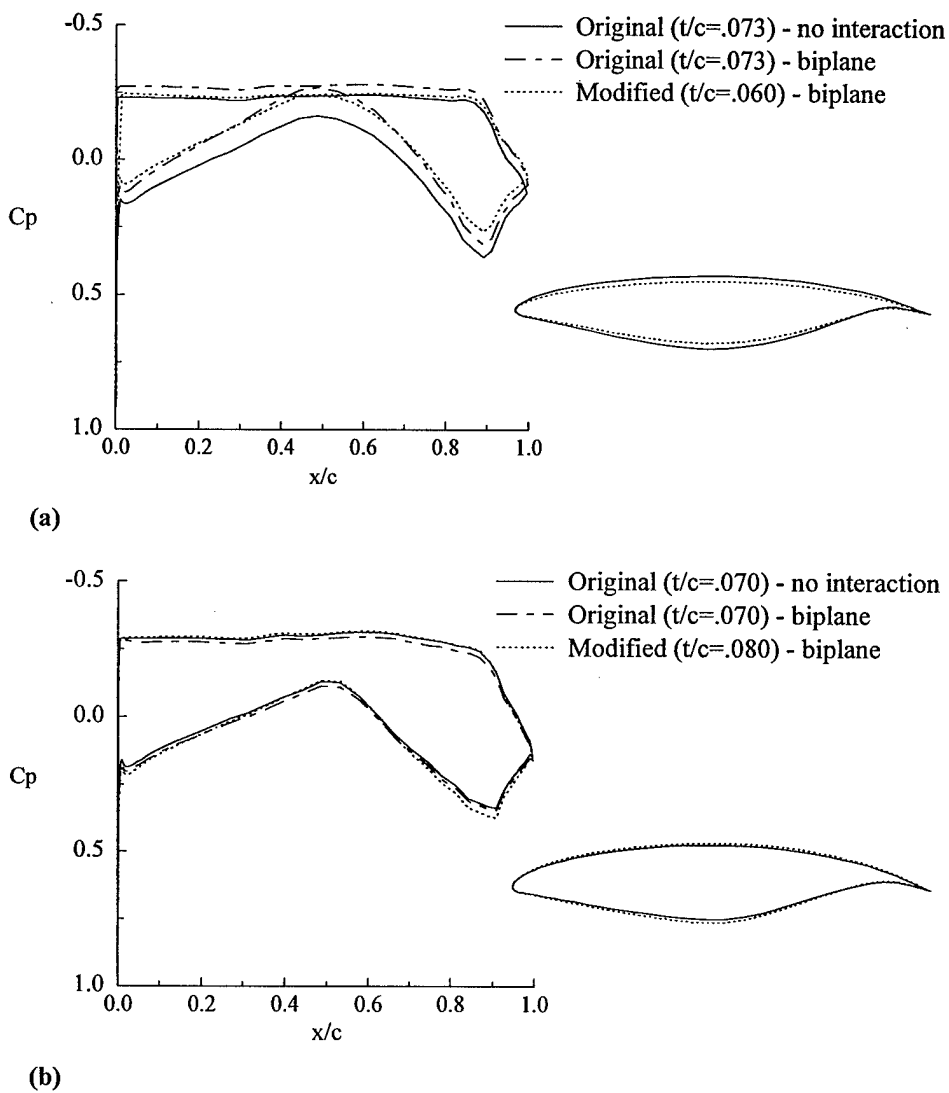 -0.5
Original (t/c=.073) - no interaction
Original (t/c=.073) - biplane
Modified (t/c=.060) - biplane
0.0
Cp
0.5
1.0
0.0 0.2 0.4 0.6 0.8 1.0
x/c
(a)
-0.5
Original (t/c=.070) - no interaction
Original (t/c=.070) - biplane
Modified (t/c=.080) - biplane
0.0
Cp
0.5
1.0
0.0 0.2 0.4 0.6 0.8 1.0
x/c
(b)